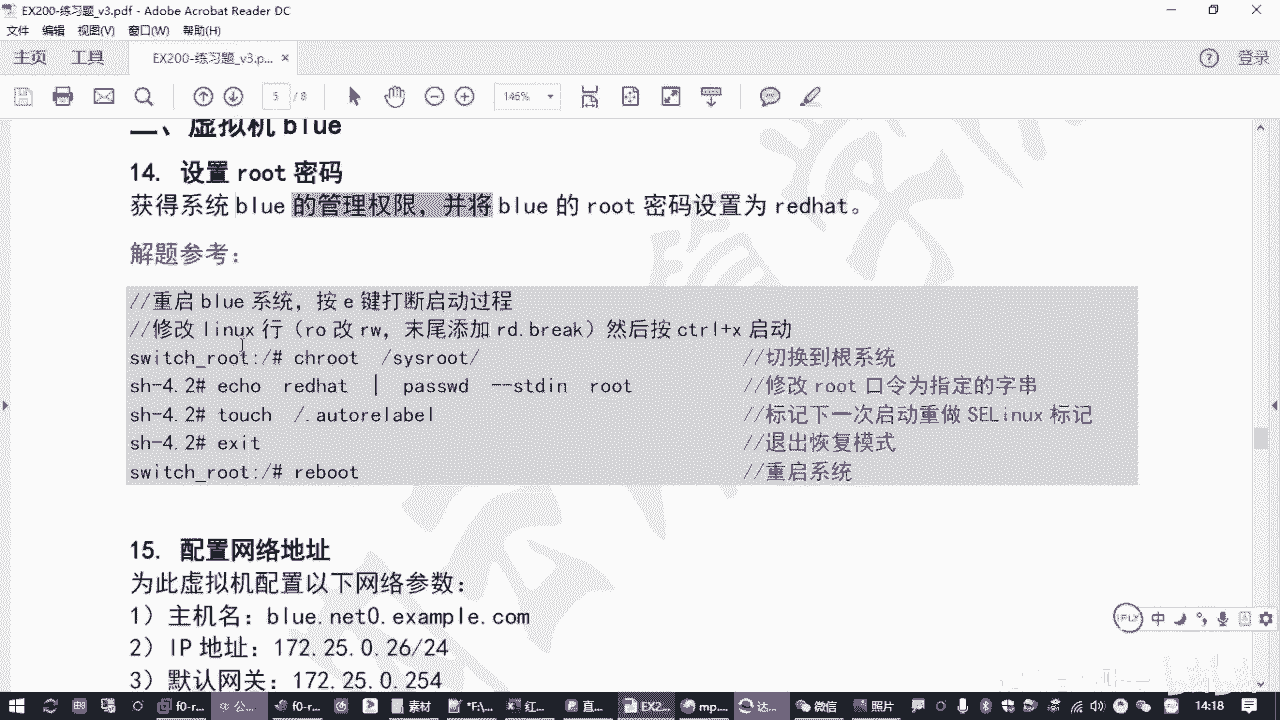 EX200-练习题_v3.pdf - Adobe Acrobat Reader DC
文件 编辑 视图(V) 窗口(W) 帮助(H)
主页 工具 EX200-练习题_v3.p... × 登录
5 / 8 146%
二、虚拟机 blue
14. 设置 root 密码
获得系统 blue 的管理权限，并将 blue 的 root 密码设置为 redhat。
解题参考：
//重启 blue 系统，按 e 键打断启动过程
//修改 linux 行（ro 改 rw，末尾添加 rd.break）然后按 ctrl+x 启动
switch_root:/# chroot /sysroot/ //切换到根系统
sh-4.2# echo redhat | passwd --stdin root //修改 root 口令为指定的字串
sh-4.2# touch /.autorelabel //标记下一次启动重做 SELinux 标记
sh-4.2# exit //退出恢复模式
switch_root:/# reboot //重启系统
15. 配置网络地址
为此虚拟机配置以下网络参数：
1）主机名：blue.net0.example.com
2）IP 地址：172.25.0.26/24
3）默认网关：172.25.0.254
iFLY 中
f0-r... 公... f0-r... 素材 *F:\... 红... 直... EX2... mp... 达... 微信 照片 14:18